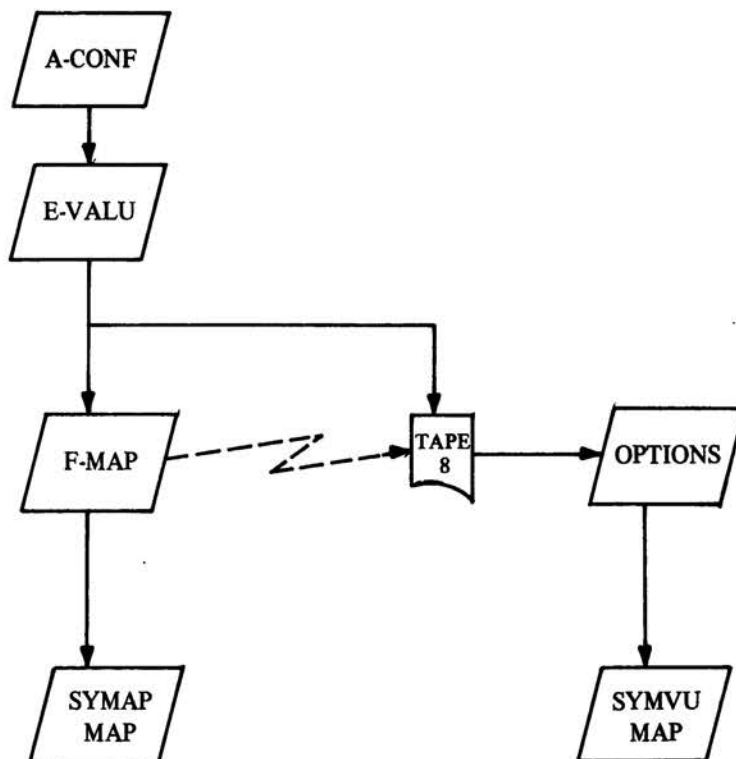 A-CONF
E-VALU
F-MAP
TAPE
8
OPTIONS
SYMAP
MAP
SYMVU
MAP